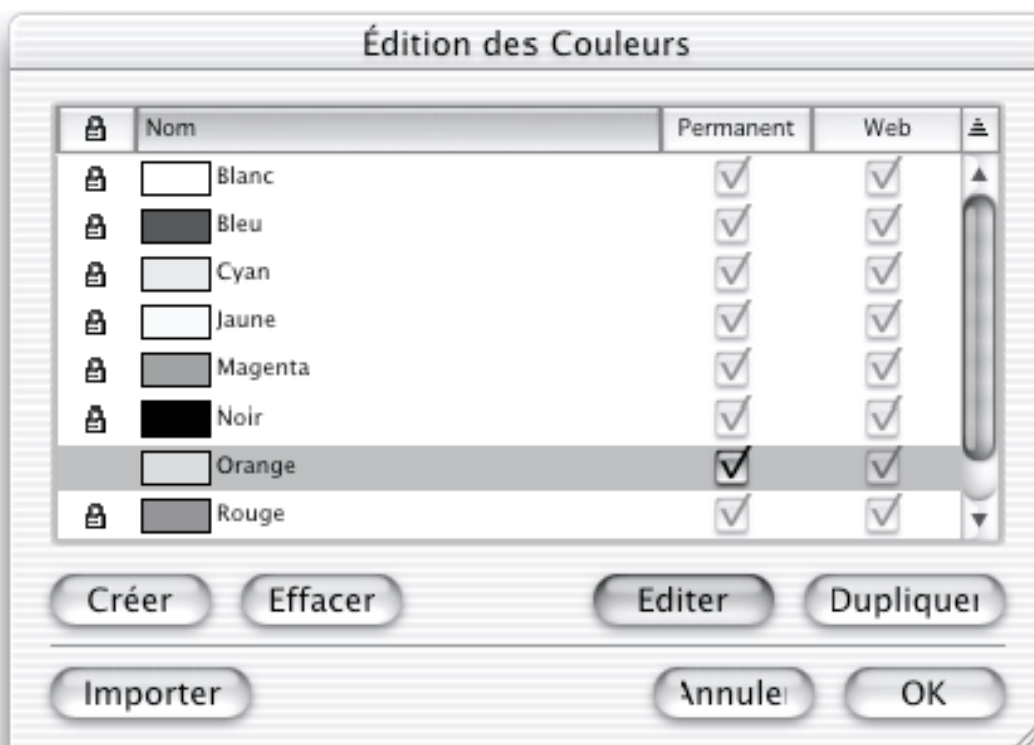 Édition des Couleurs
Nom Permanent Web
Blanc
Bleu
Cyan
Jaune
Magenta
Noir
Orange
Rouge
Créer Effacer Editer Dupliquer
Importer Annuler OK